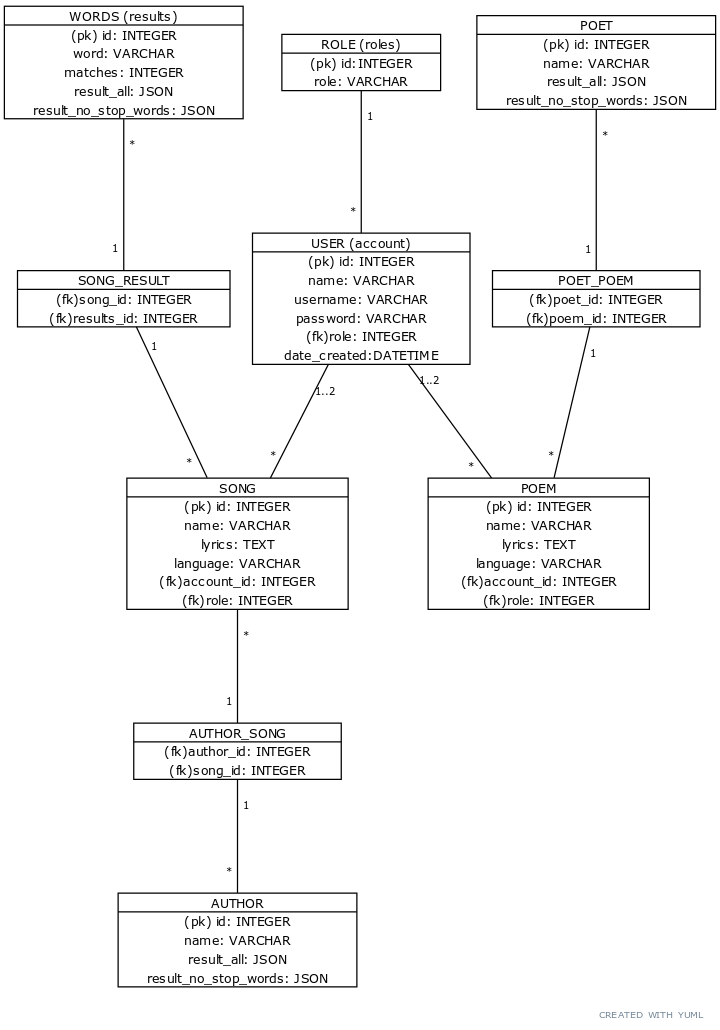 WORDS (results)
(pk) id: INTEGER
word: VARCHAR
matches: INTEGER
result_all: JSON
result_no_stop_words: JSON
ROLE (roles)
(pk) id:INTEGER
role: VARCHAR
POET
(pk) id: INTEGER
name: VARCHAR
result_all: JSON
result_no_stop_words: JSON
*
1
1
*
*
1
SONG_RESULT
(fk)song_id: INTEGER
(fk)results_id: INTEGER
USER (account)
(pk) id: INTEGER
name: VARCHAR
username: VARCHAR
password: VARCHAR
(fk)role: INTEGER
date_created:DATETIME
POET_POEM
(fk)poet_id: INTEGER
(fk)poem_id: INTEGER
1
*
1..2
*
1..2
*
1
*
SONG
(pk) id: INTEGER
name: VARCHAR
lyrics: TEXT
language: VARCHAR
(fk)account_id: INTEGER
(fk)role: INTEGER
POEM
(pk) id: INTEGER
name: VARCHAR
lyrics: TEXT
language: VARCHAR
(fk)account_id: INTEGER
(fk)role: INTEGER
*
1
AUTHOR_SONG
(fk)author_id: INTEGER
(fk)song_id: INTEGER
1
*
AUTHOR
(pk) id: INTEGER
name: VARCHAR
result_all: JSON
result_no_stop_words: JSON
CREATED WITH YUML